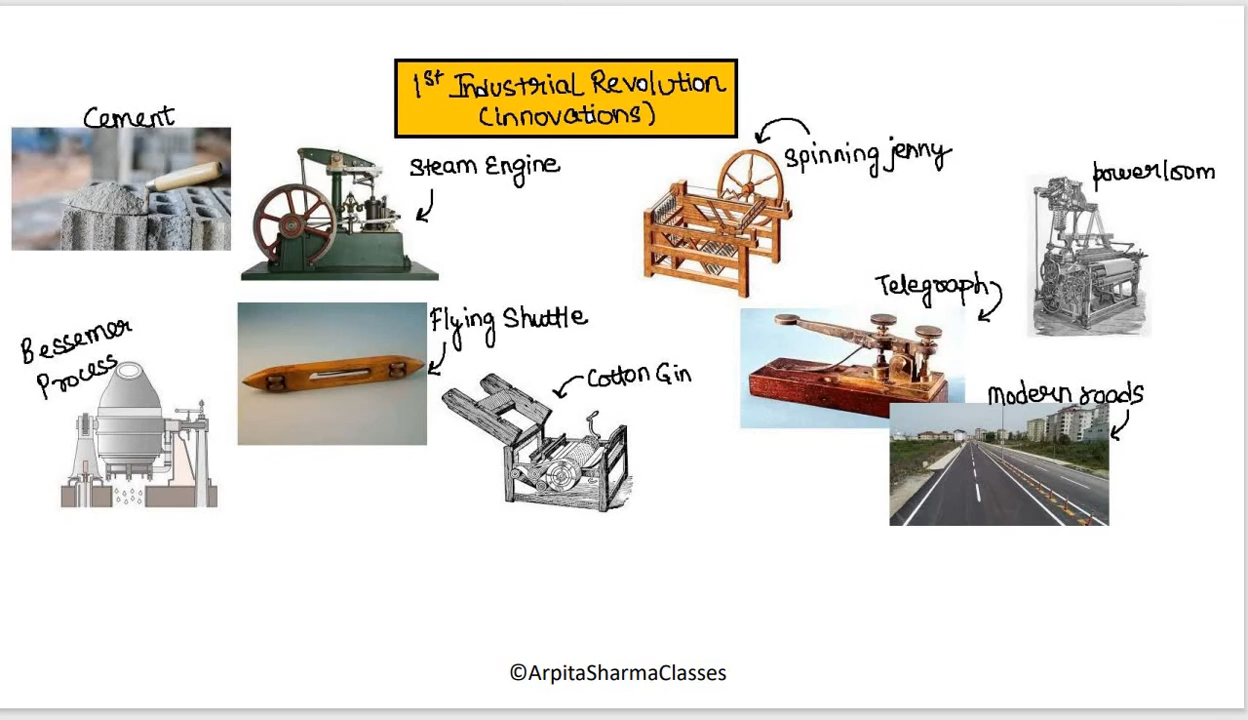 1st Industrial Revolution
(innovations)
Cement
Steam Engine
Spinning jenny
powerloom
Telegraph
Bessemer
Process
Flying Shuttle
Cotton Gin
Modern roads
©ArpitaSharmaClasses